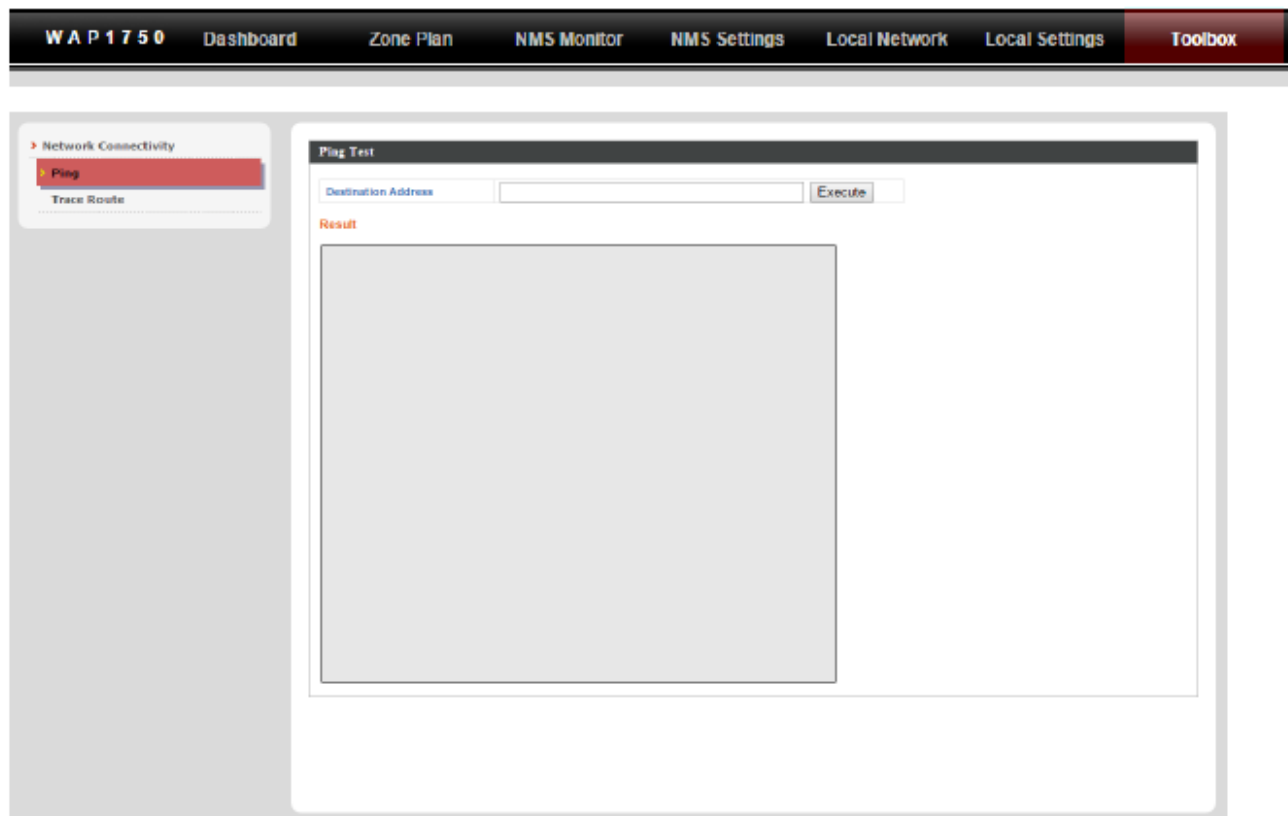 WAP1750 Dashboard Zone Plan NMS Monitor NMS Settings Local Network Local Settings Toolbox
Network Connectivity
Ping
Trace Route
Ping Test
Destination Address Execute
Result